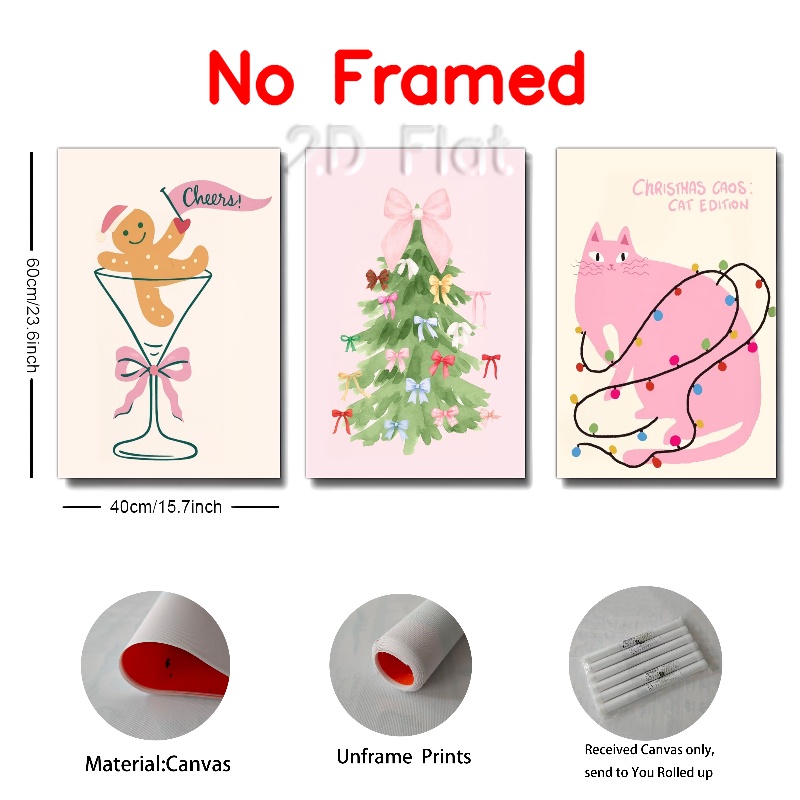 No Framed
2D Flat
Cheers!
CHRISTMAS CAOS:
CAT EDITION
60cm/23.6inch
40cm/15.7inch
Material:Canvas
Unframe Prints
Received Canvas only,
send to You Rolled up